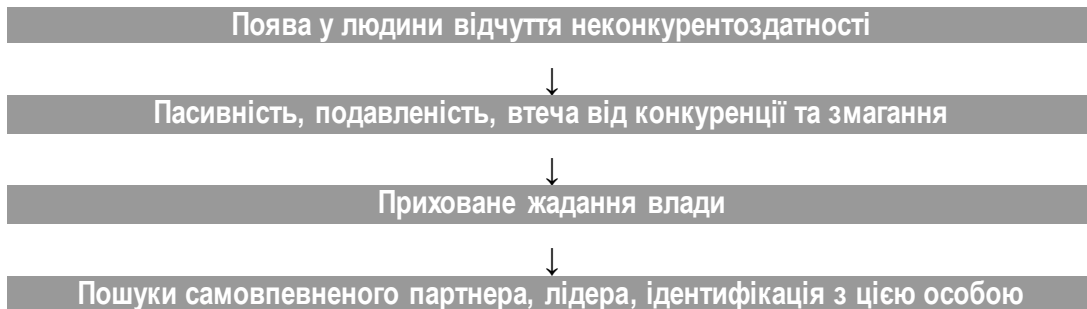 Поява у людини відчуття неконкурентоздатності
↓
Пасивність, подавленість, втеча від конкуренції та змагання
↓
Приховане жадання влади
↓
Пошуки самовпевненого партнера, лідера, ідентифікація з цією особою